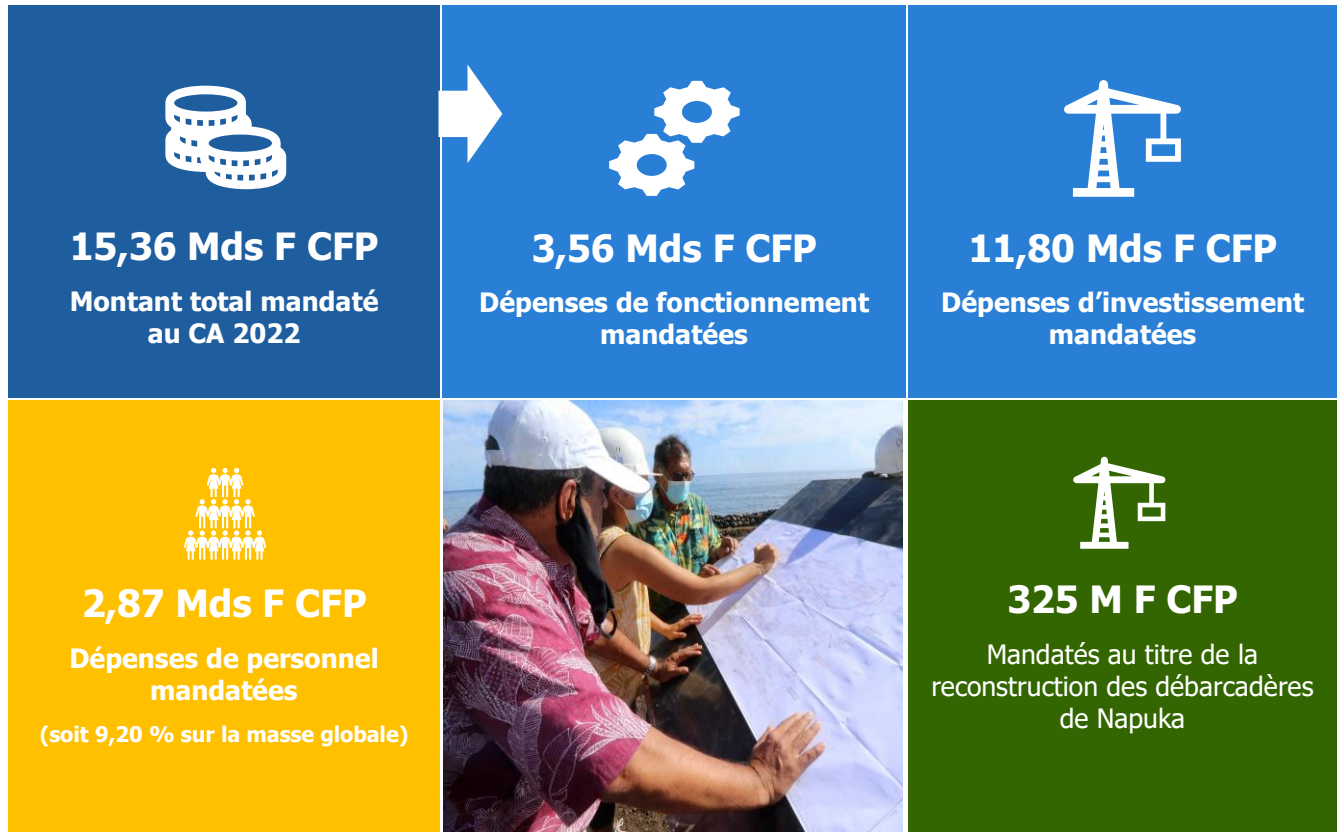 15,36 Mds F CFP
Montant total mandaté
au CA 2022
3,56 Mds F CFP
Dépenses de fonctionnement
mandatées
11,80 Mds F CFP
Dépenses d’investissement
mandatées
2,87 Mds F CFP
Dépenses de personnel
mandatées
(soit 9,20 % sur la masse globale)
325 M F CFP
Mandatés au titre de la
reconstruction des débarcadères
de Napuka